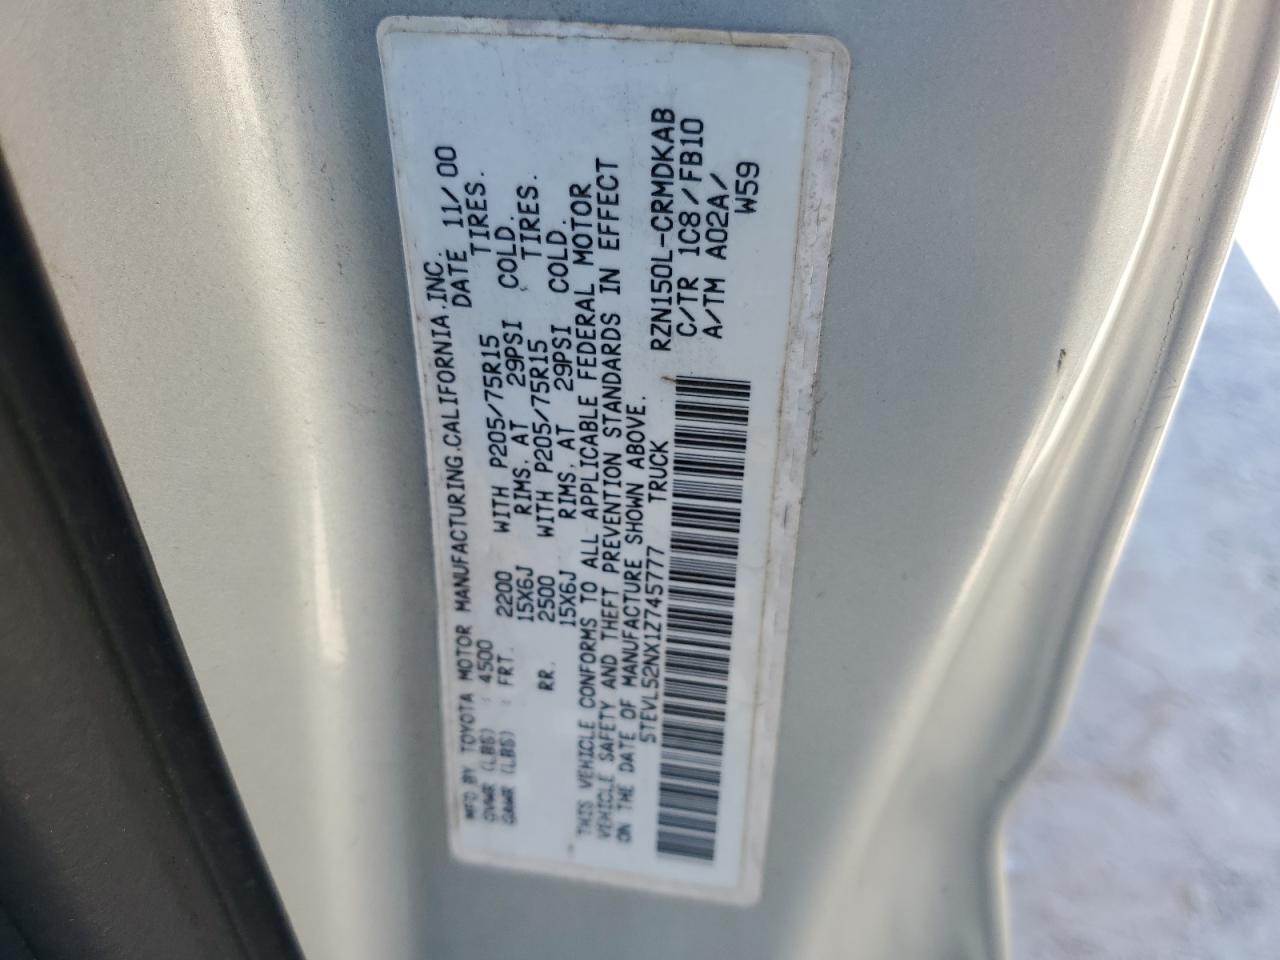 MFD BY TOYOTA MOTOR MANUFACTURING.CALIFORNIA.INC.
DATE 11/00
GVWR (LBS) : 4500
GAWR (LBS) : FRT. 2200 WITH P205/75R15 TIRES.
15X6J RIMS. AT 29PSI COLD.
RR. 2500 WITH P205/75R15 TIRES.
15X6J RIMS. AT 29PSI COLD.
THIS VEHICLE CONFORMS TO ALL APPLICABLE FEDERAL MOTOR
VEHICLE SAFETY AND THEFT PREVENTION STANDARDS IN EFFECT
ON THE DATE OF MANUFACTURE SHOWN ABOVE.
5TEVL52NX1Z745777 TRUCK
RZN150L-CRMDKAB
C/TR 1C8/FB10
A/TM A02A/
W59